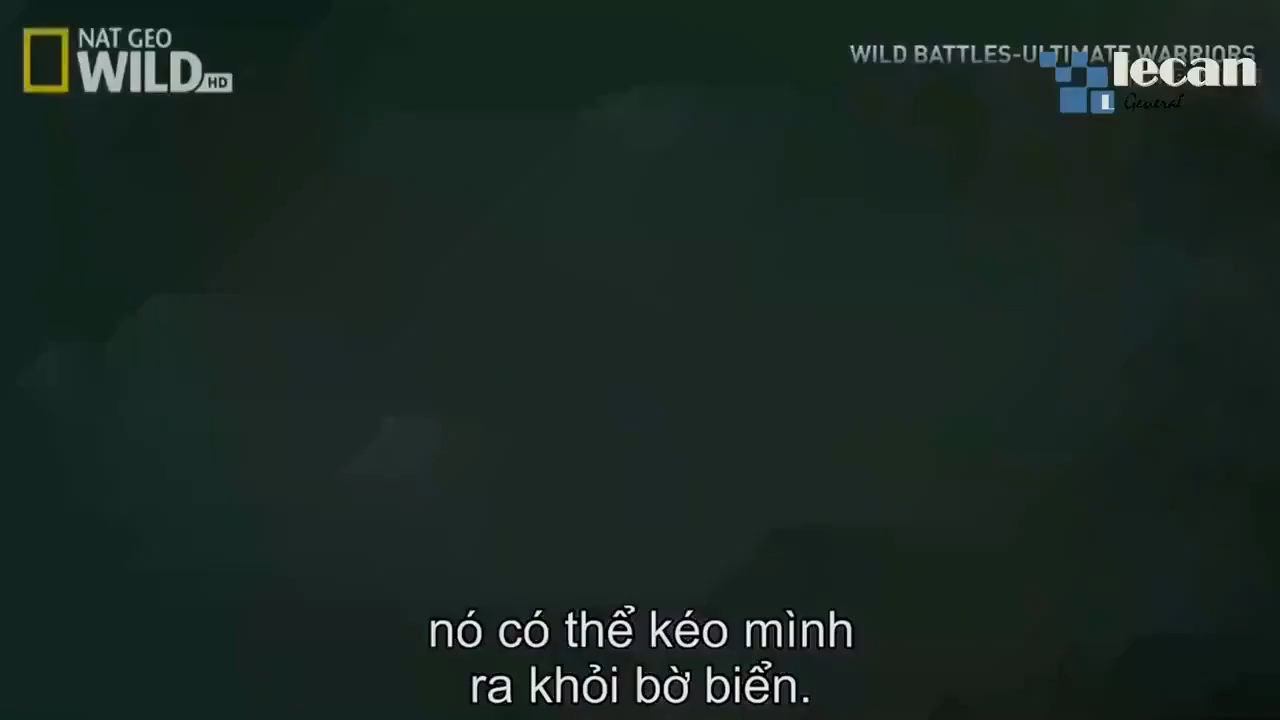 NAT GEO
WILD HD
WILD BATTLES-ULTIMATE WARRIORS
lecan
General
nó có thể kéo mình
ra khỏi bờ biển.